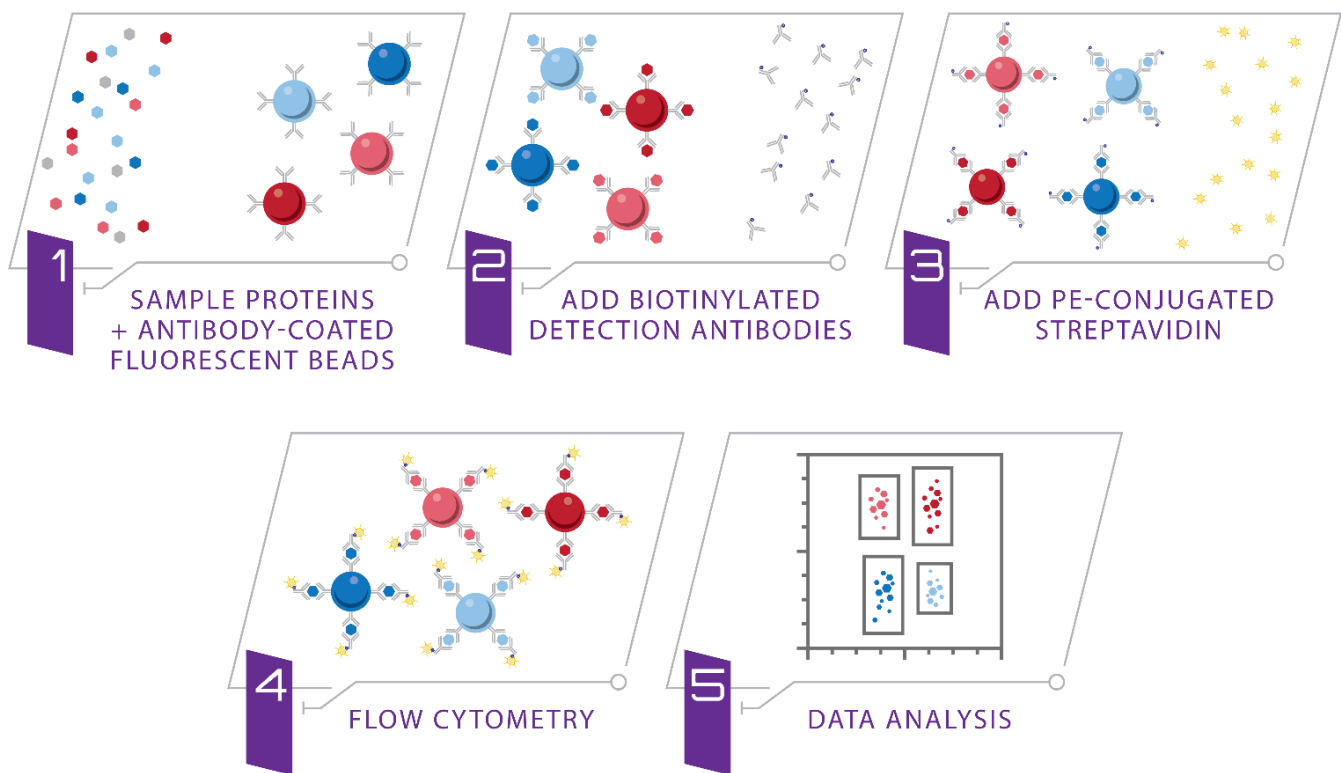 1
SAMPLE PROTEINS
+ ANTIBODY-COATED
FLUORESCENT BEADS
2
ADD BIOTINYLATED
DETECTION ANTIBODIES
3
ADD PE-CONJUGATED
STREPTAVIDIN
4
FLOW CYTOMETRY
5
DATA ANALYSIS